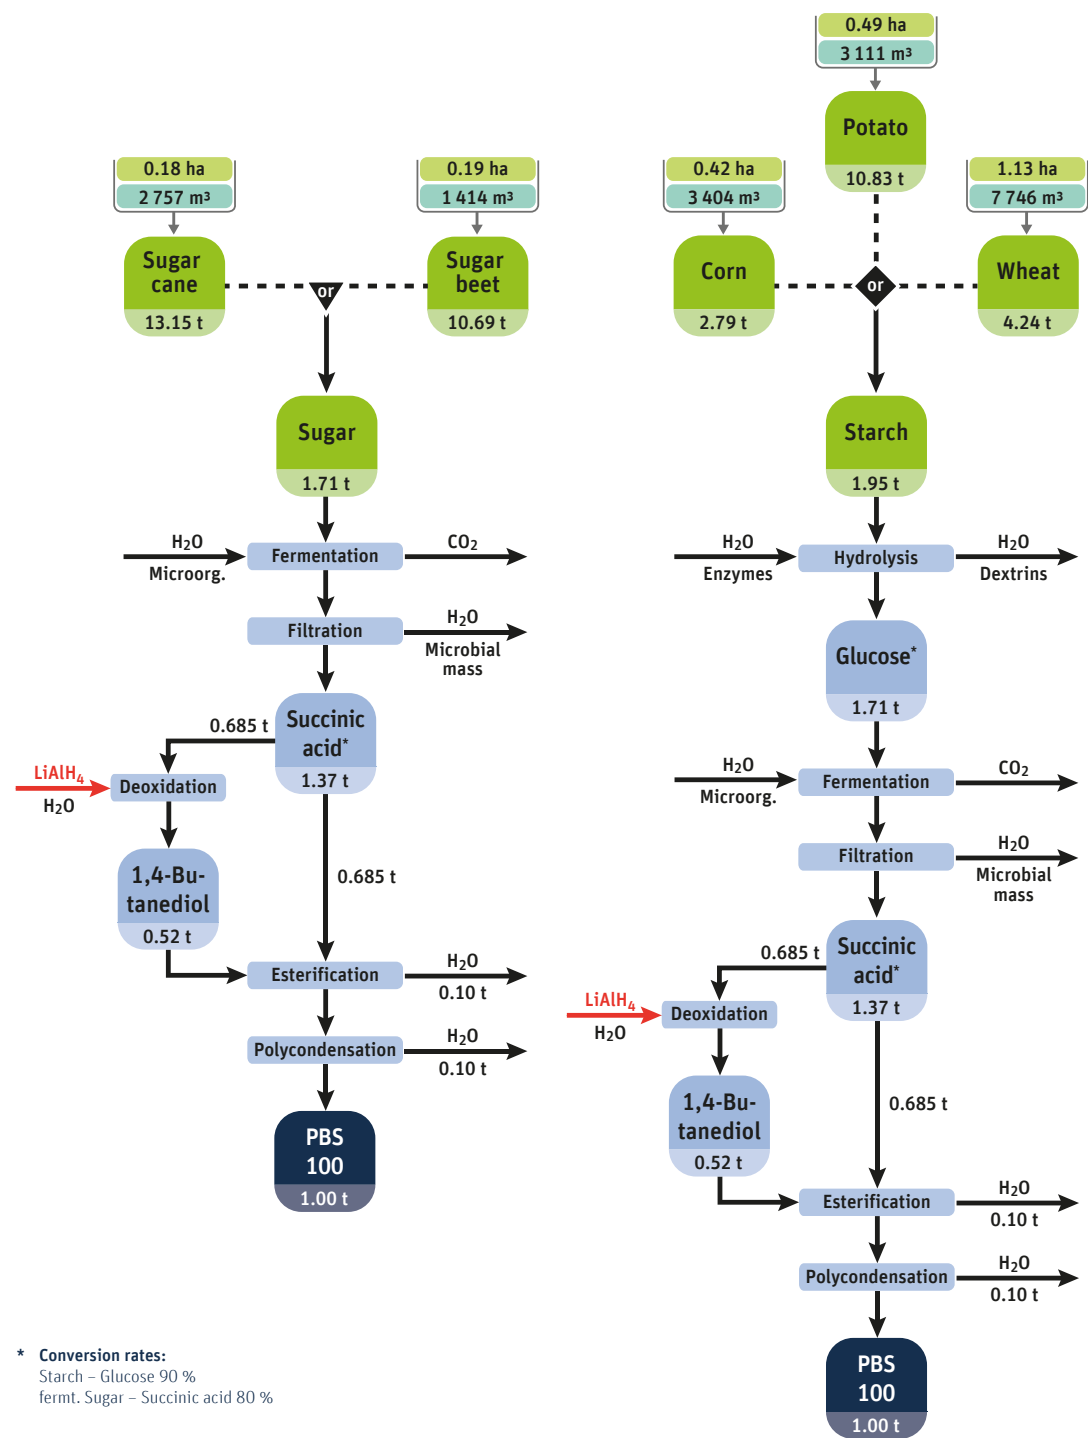 0.18 ha
2 757 m³
Sugar
cane
13.15 t
or
0.19 ha
1 414 m³
Sugar
beet
10.69 t
Sugar
1.71 t
H₂O
Microorg.
Fermentation
CO₂
Filtration
H₂O
Microbial
mass
Succinic
acid*
1.37 t
0.685 t
LiAlH₄
H₂O
Deoxidation
1,4-Bu-
tanediol
0.52 t
0.685 t
Esterification
H₂O
0.10 t
Polycondensation
H₂O
0.10 t
PBS
100
1.00 t
0.49 ha
3 111 m³
Potato
10.83 t
0.42 ha
3 404 m³
Corn
2.79 t
or
1.13 ha
7 746 m³
Wheat
4.24 t
Starch
1.95 t
H₂O
Enzymes
Hydrolysis
H₂O
Dextrins
Glucose*
1.71 t
H₂O
Microorg.
Fermentation
CO₂
Filtration
H₂O
Microbial
mass
Succinic
acid*
1.37 t
0.685 t
LiAlH₄
H₂O
Deoxidation
1,4-Bu-
tanediol
0.52 t
0.685 t
Esterification
H₂O
0.10 t
Polycondensation
H₂O
0.10 t
PBS
100
1.00 t
* Conversion rates:
Starch – Glucose 90 %
fermt. Sugar – Succinic acid 80 %